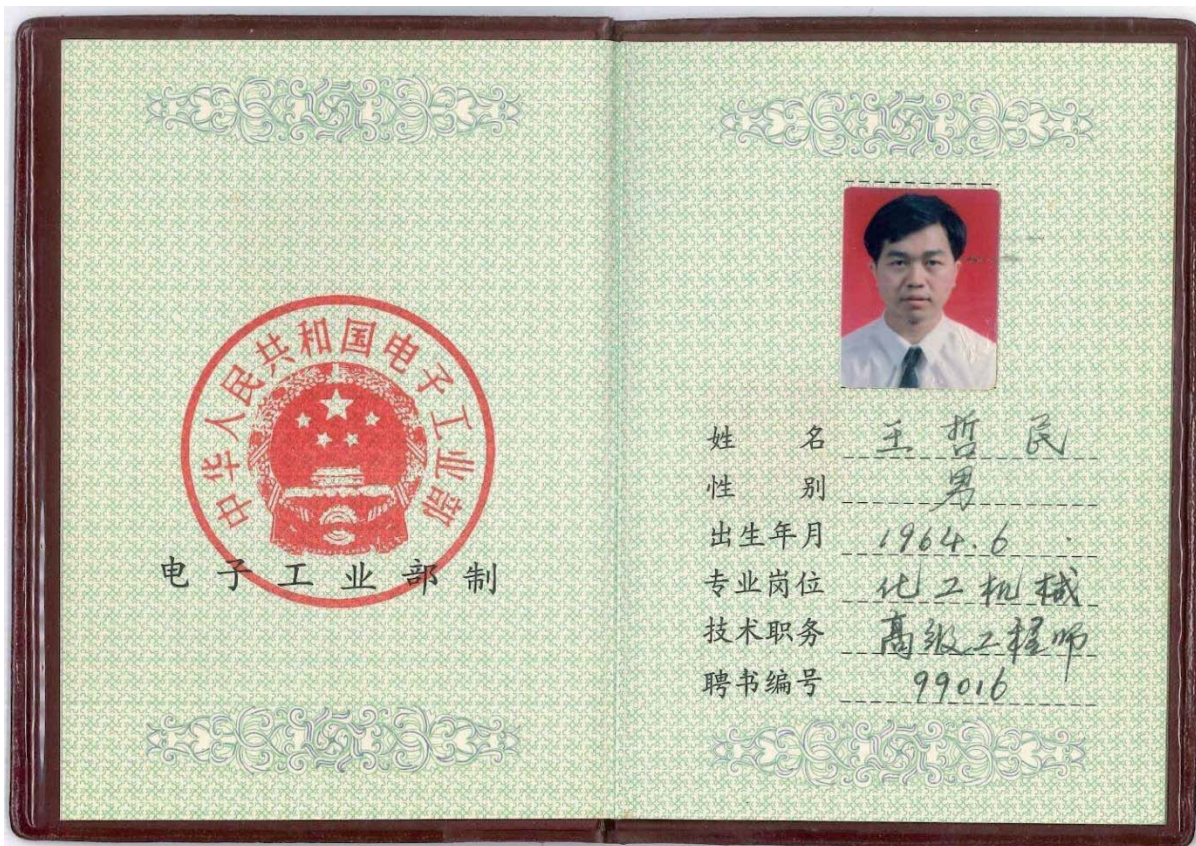 中华人民共和国电子工业部
电子工业部制
姓名 王哲民
性别 男
出生年月 1964.6
专业岗位 化工机械
技术职务 高级工程师
聘书编号 99016